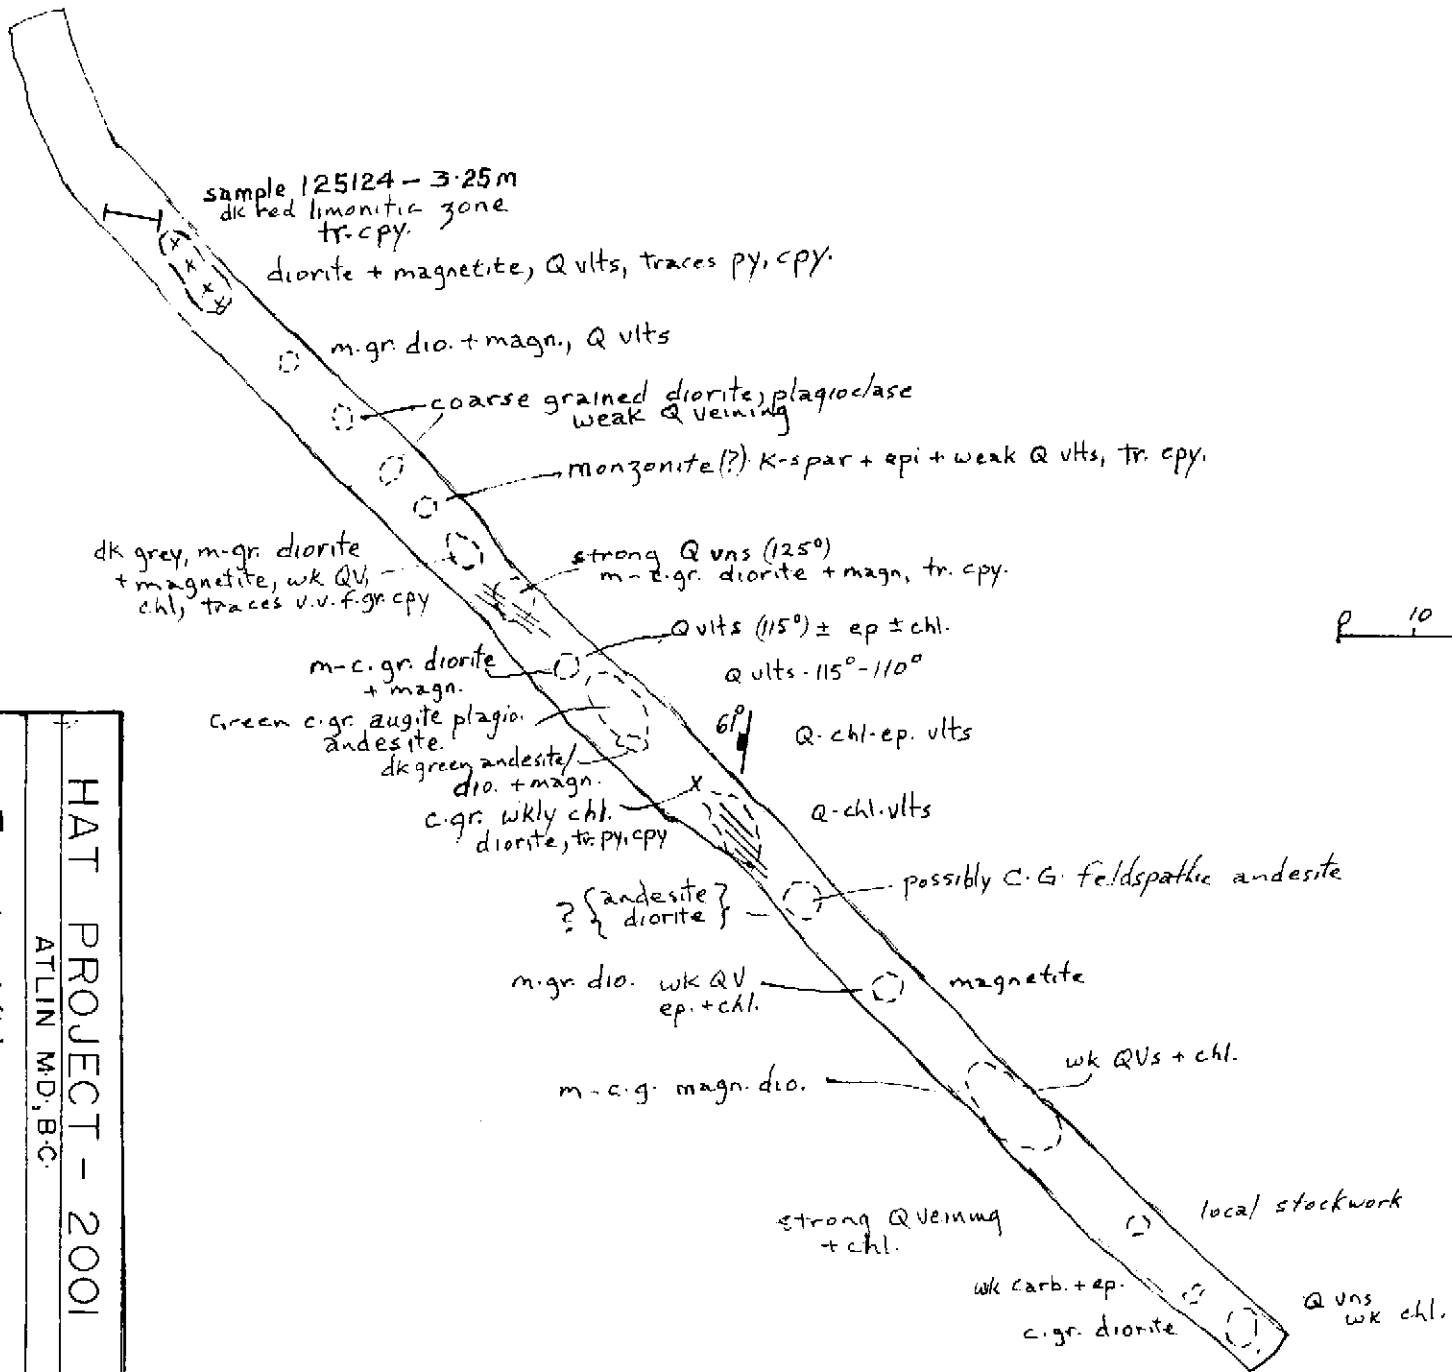 sample 125124 - 3.25m
dk red limonitic zone
tr. cpy.
diorite + magnetite, Q vlts, traces py, cpy.
m.gr. dio. + magn., Q vlts
coarse grained diorite, plagioclase
weak Q veining
monzonite(?) K-spar + epi + weak Q vlts, tr. cpy.
dk grey, m-gr. diorite
+ magnetite, wk QV,
chl, traces v.v.f.gr cpy
strong Q vns (125°)
m-c.gr. diorite + magn, tr. cpy.
Q vlts (115°) ± ep ± chl.
0 10
m-c.gr. diorite
+ magn.
Q vlts - 115°-110°
Green c.gr. augite plagio.
andesite.
61°
Q-chl-ep. vlts
dk green andesite/
dio. + magn.
x
c.gr. wkly chl.
diorite, tr. py, cpy
Q-chl.vlts
possibly C.G. feldspathic andesite
? {andesite}
{diorite}
m.gr. dio. wk QV
ep. + chl.
magnetite
wk QVs + chl.
m-c.g. magn. dio.
strong Q veining
+ chl.
local stockwork
wk carb. + ep.
c.gr. diorite
Q vns
wk chl.
HAT PROJECT - 2001
ATLIN M.D., B.C.